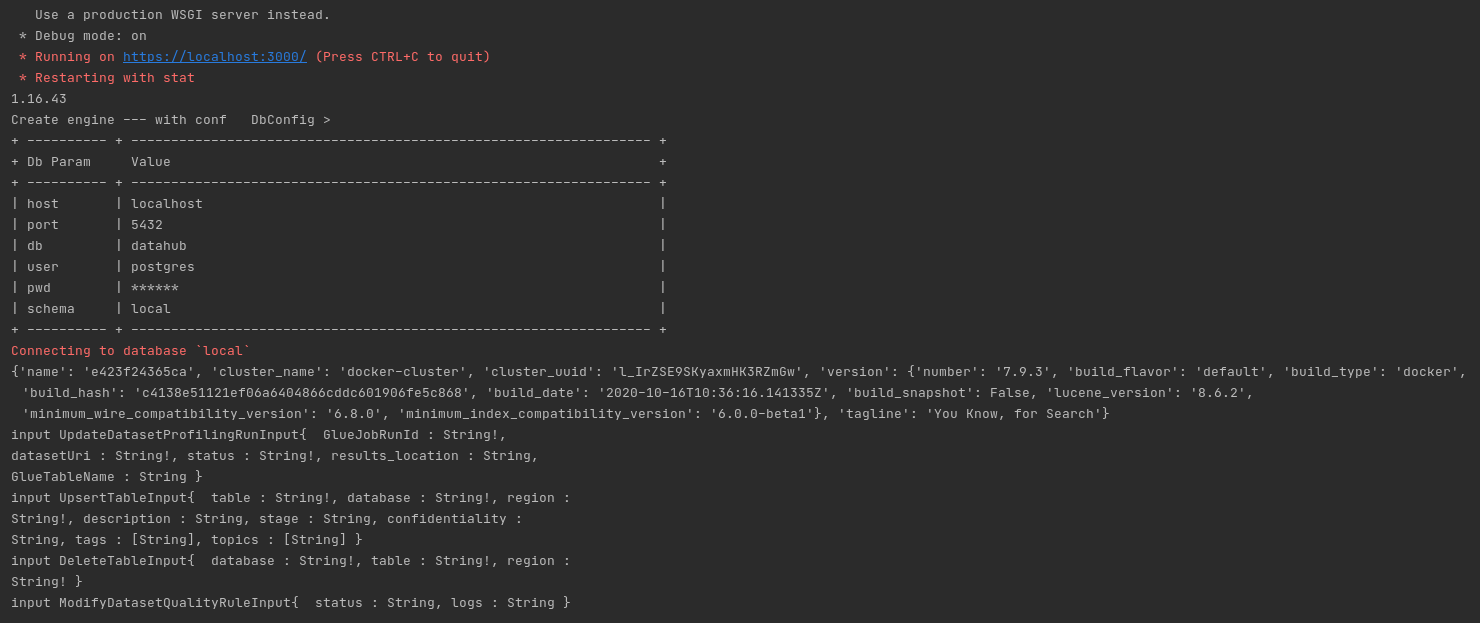 Use a production WSGI server instead.
* Debug mode: on
* Running on https://localhost:3000/ (Press CTRL+C to quit)
* Restarting with stat
1.16.43
Create engine --- with conf   DbConfig >
+ ---------- + ----------------------------------------------------------------- +
+ Db Param     Value                                                             +
+ ---------- + ----------------------------------------------------------------- +
| host       | localhost                                                         |
| port       | 5432                                                              |
| db         | datahub                                                           |
| user       | postgres                                                          |
| pwd        | ******                                                            |
| schema     | local                                                             |
+ ---------- + ----------------------------------------------------------------- +
Connecting to database `local`
{'name': 'e423f24365ca', 'cluster_name': 'docker-cluster', 'cluster_uuid': 'l_IrZSE9SKyaxmHK3RZmGw', 'version': {'number': '7.9.3', 'build_flavor': 'default', 'build_type': 'docker',
'build_hash': 'c4138e51121ef06a6404866cddc601906fe5c868', 'build_date': '2020-10-16T10:36:16.141335Z', 'build_snapshot': False, 'lucene_version': '8.6.2',
'minimum_wire_compatibility_version': '6.8.0', 'minimum_index_compatibility_version': '6.0.0-beta1'}, 'tagline': 'You Know, for Search'}
input UpdateDatasetProfilingRunInput{  GlueJobRunId : String!,
datasetUri : String!, status : String!, results_location : String,
GlueTableName : String }
input UpsertTableInput{  table : String!, database : String!, region :
String!, description : String, stage : String, confidentiality :
String, tags : [String], topics : [String] }
input DeleteTableInput{  database : String!, table : String!, region :
String! }
input ModifyDatasetQualityRuleInput{  status : String, logs : String }